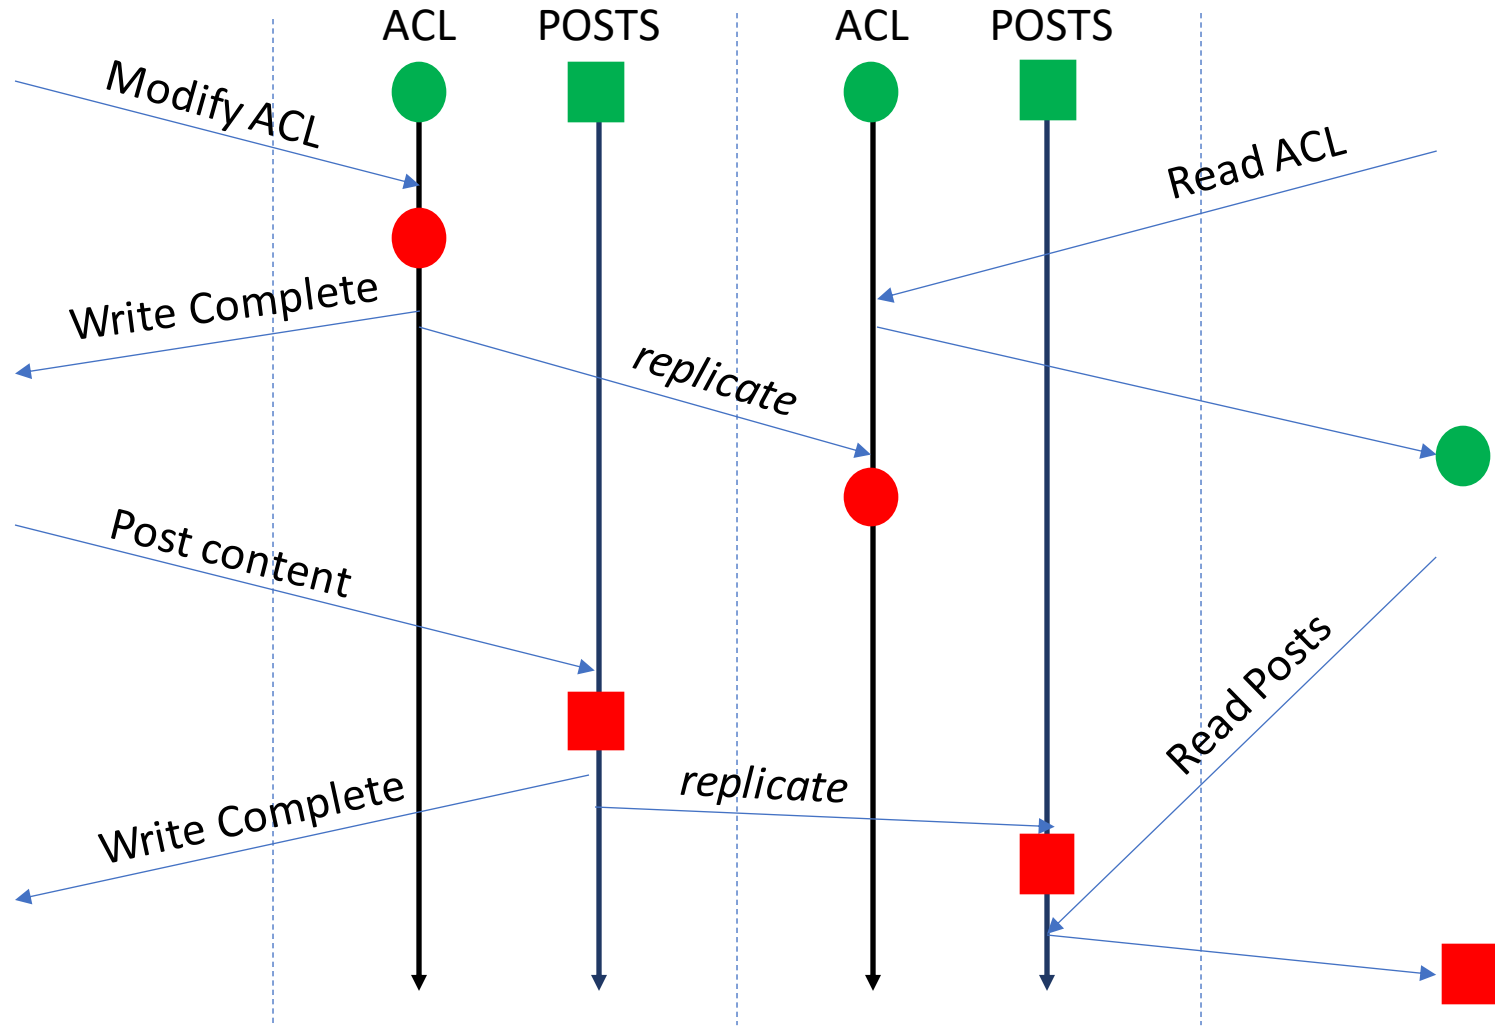 ACL
POSTS
ACL
POSTS
Modify ACL
Read ACL
Write Complete
replicate
Post content
Read Posts
replicate
Write Complete